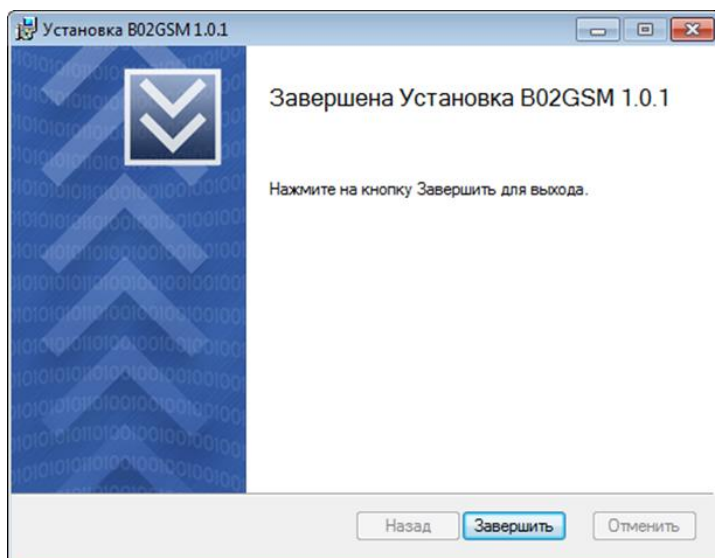 Установка B02GSM 1.0.1
Завершена Установка B02GSM 1.0.1
Нажмите на кнопку Завершить для выхода.
Назад
Завершить
Отменить